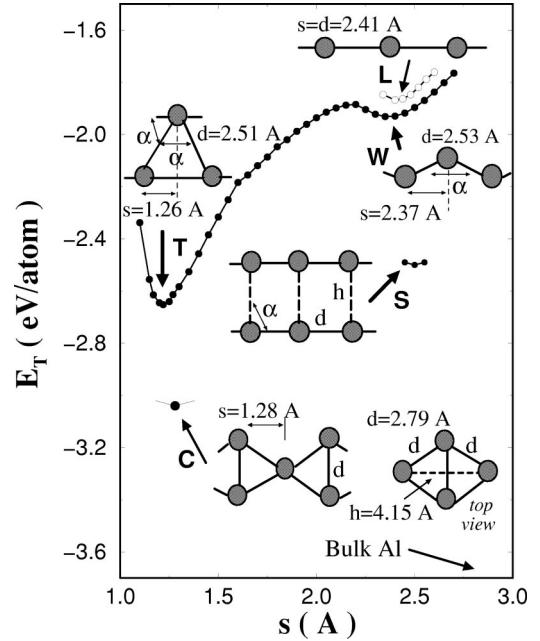 −1.6
s=d=2.41 A
L
α
d=2.51 A
α
−2.0
W
d=2.53 A
α
s=1.26 A
s=2.37 A
T
−2.4
E_T ( eV/atom)
h
S
α
d
−2.8
s=1.28 A
d=2.79 A
C
d
d
d
−3.2
h=4.15 A
top
view
Bulk Al
−3.6
1.0
1.5
2.0
2.5
3.0
s ( A )